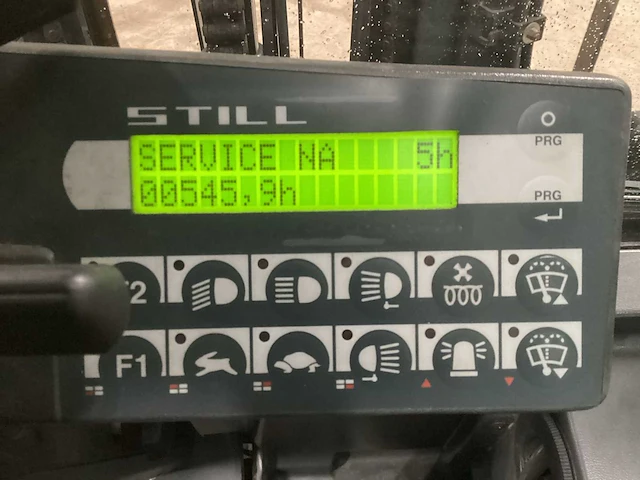 STILL
SERVICE NA 5h
00545,9h
PRG
PRG
F1